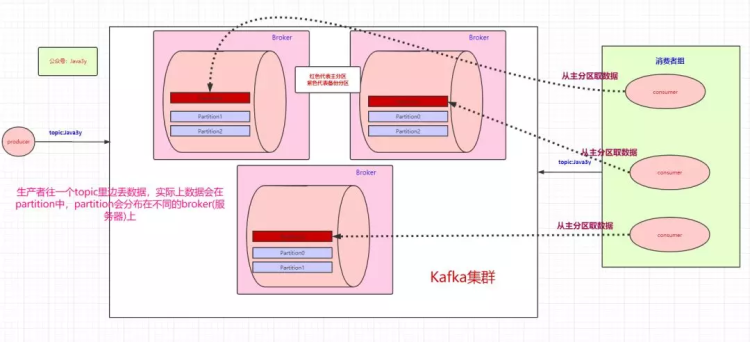 公众号：Java3y
Broker
Broker
消费者组
红色代表主分区
紫色代表备份分区
从主分区取数据
consumer
Partition1
Partition2
Partition0
Partition2
producer
topic:Java3y
从主分区取数据
topic:Java3y
consumer
生产者往一个topic里边丢数据，实际上数据会在
partition中，partition会分布在不同的broker(服
务器)上
Broker
从主分区取数据
consumer
Partition0
Partition1
Kafka集群